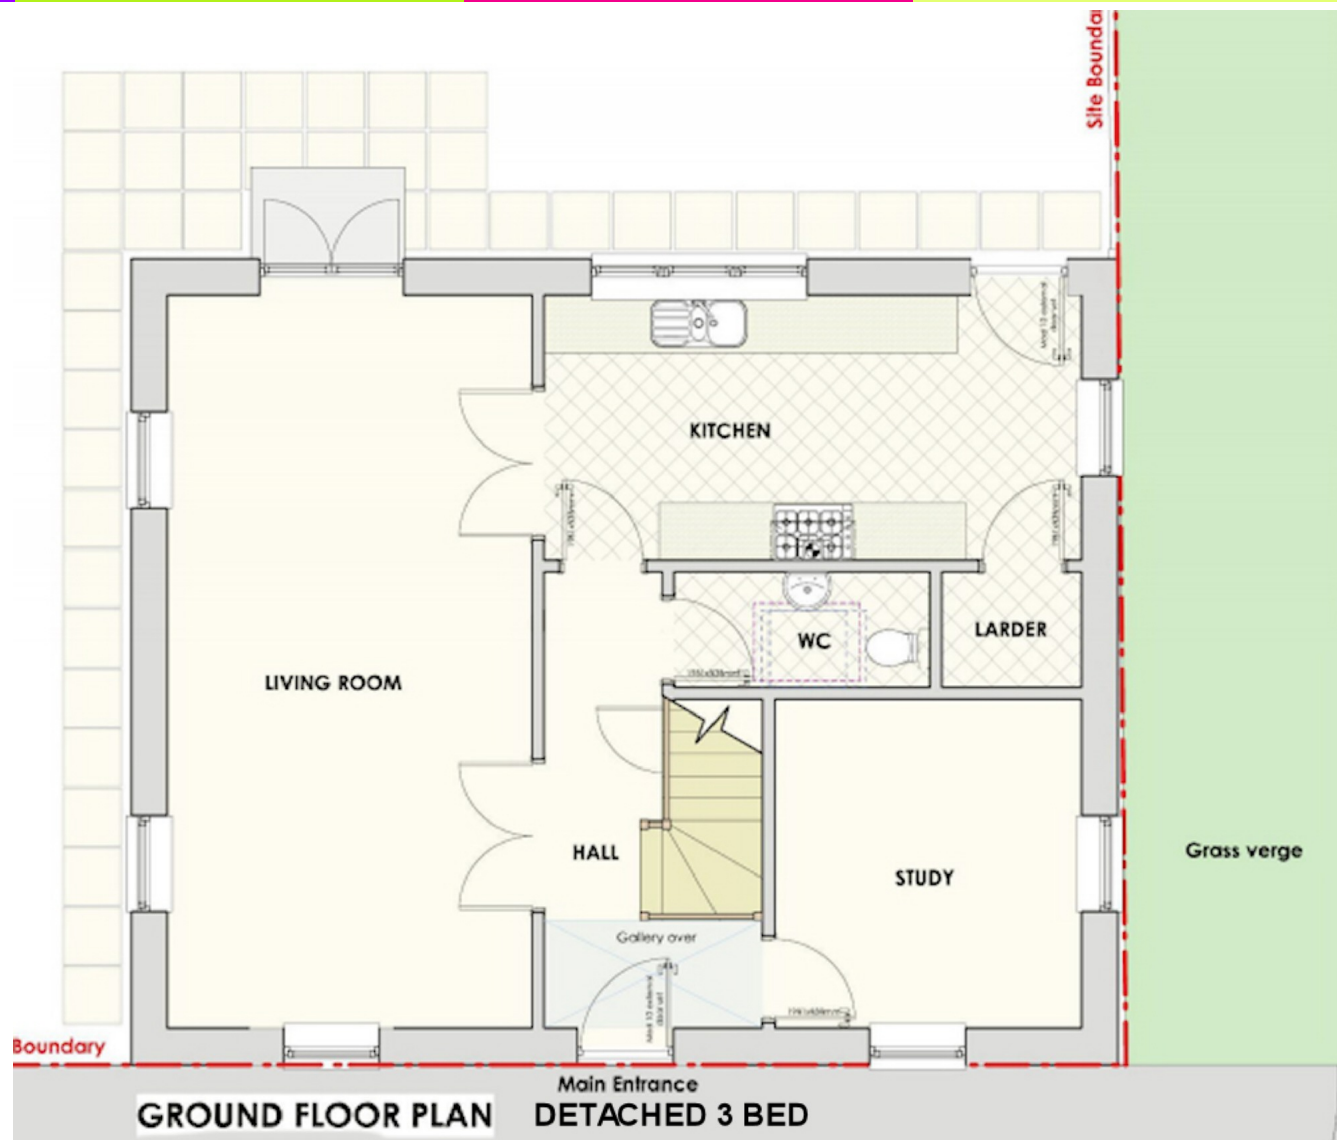 Site Bounda
KITCHEN
LIVING ROOM
WC
LARDER
HALL
STUDY
Grass verge
Gallery over
Boundary
Main Entrance
GROUND FLOOR PLAN DETACHED 3 BED